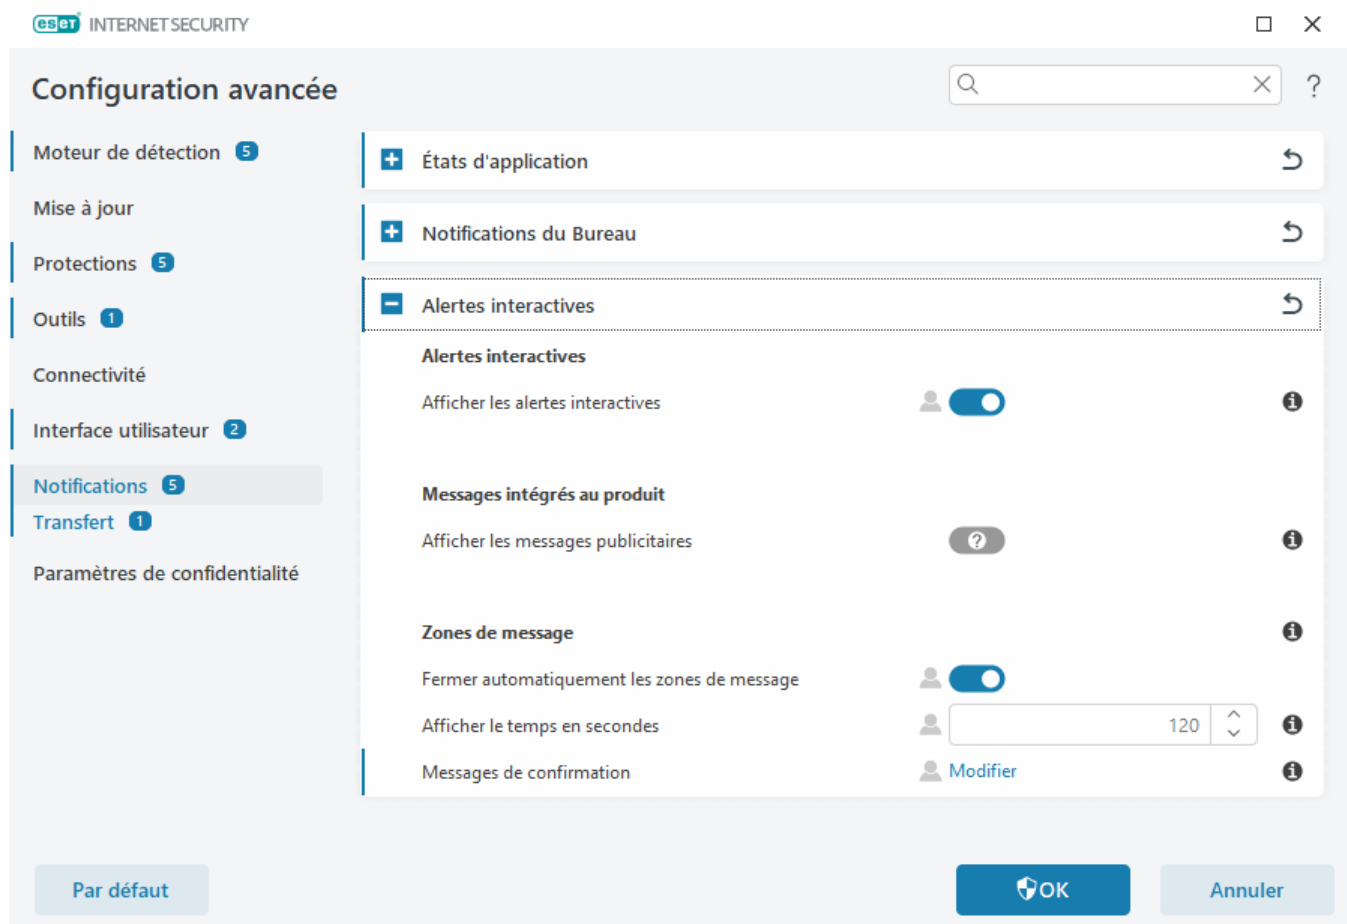 eset INTERNET SECURITY
Configuration avancée
?
Moteur de détection 5
Mise à jour
Protections 5
Outils 1
Connectivité
Interface utilisateur 2
Notifications 5
Transfert 1
Paramètres de confidentialité
États d'application
Notifications du Bureau
Alertes interactives
Alertes interactives
Afficher les alertes interactives
Messages intégrés au produit
Afficher les messages publicitaires ?
Zones de message
Fermer automatiquement les zones de message
Afficher le temps en secondes 120
Messages de confirmation Modifier
Par défaut
OK
Annuler